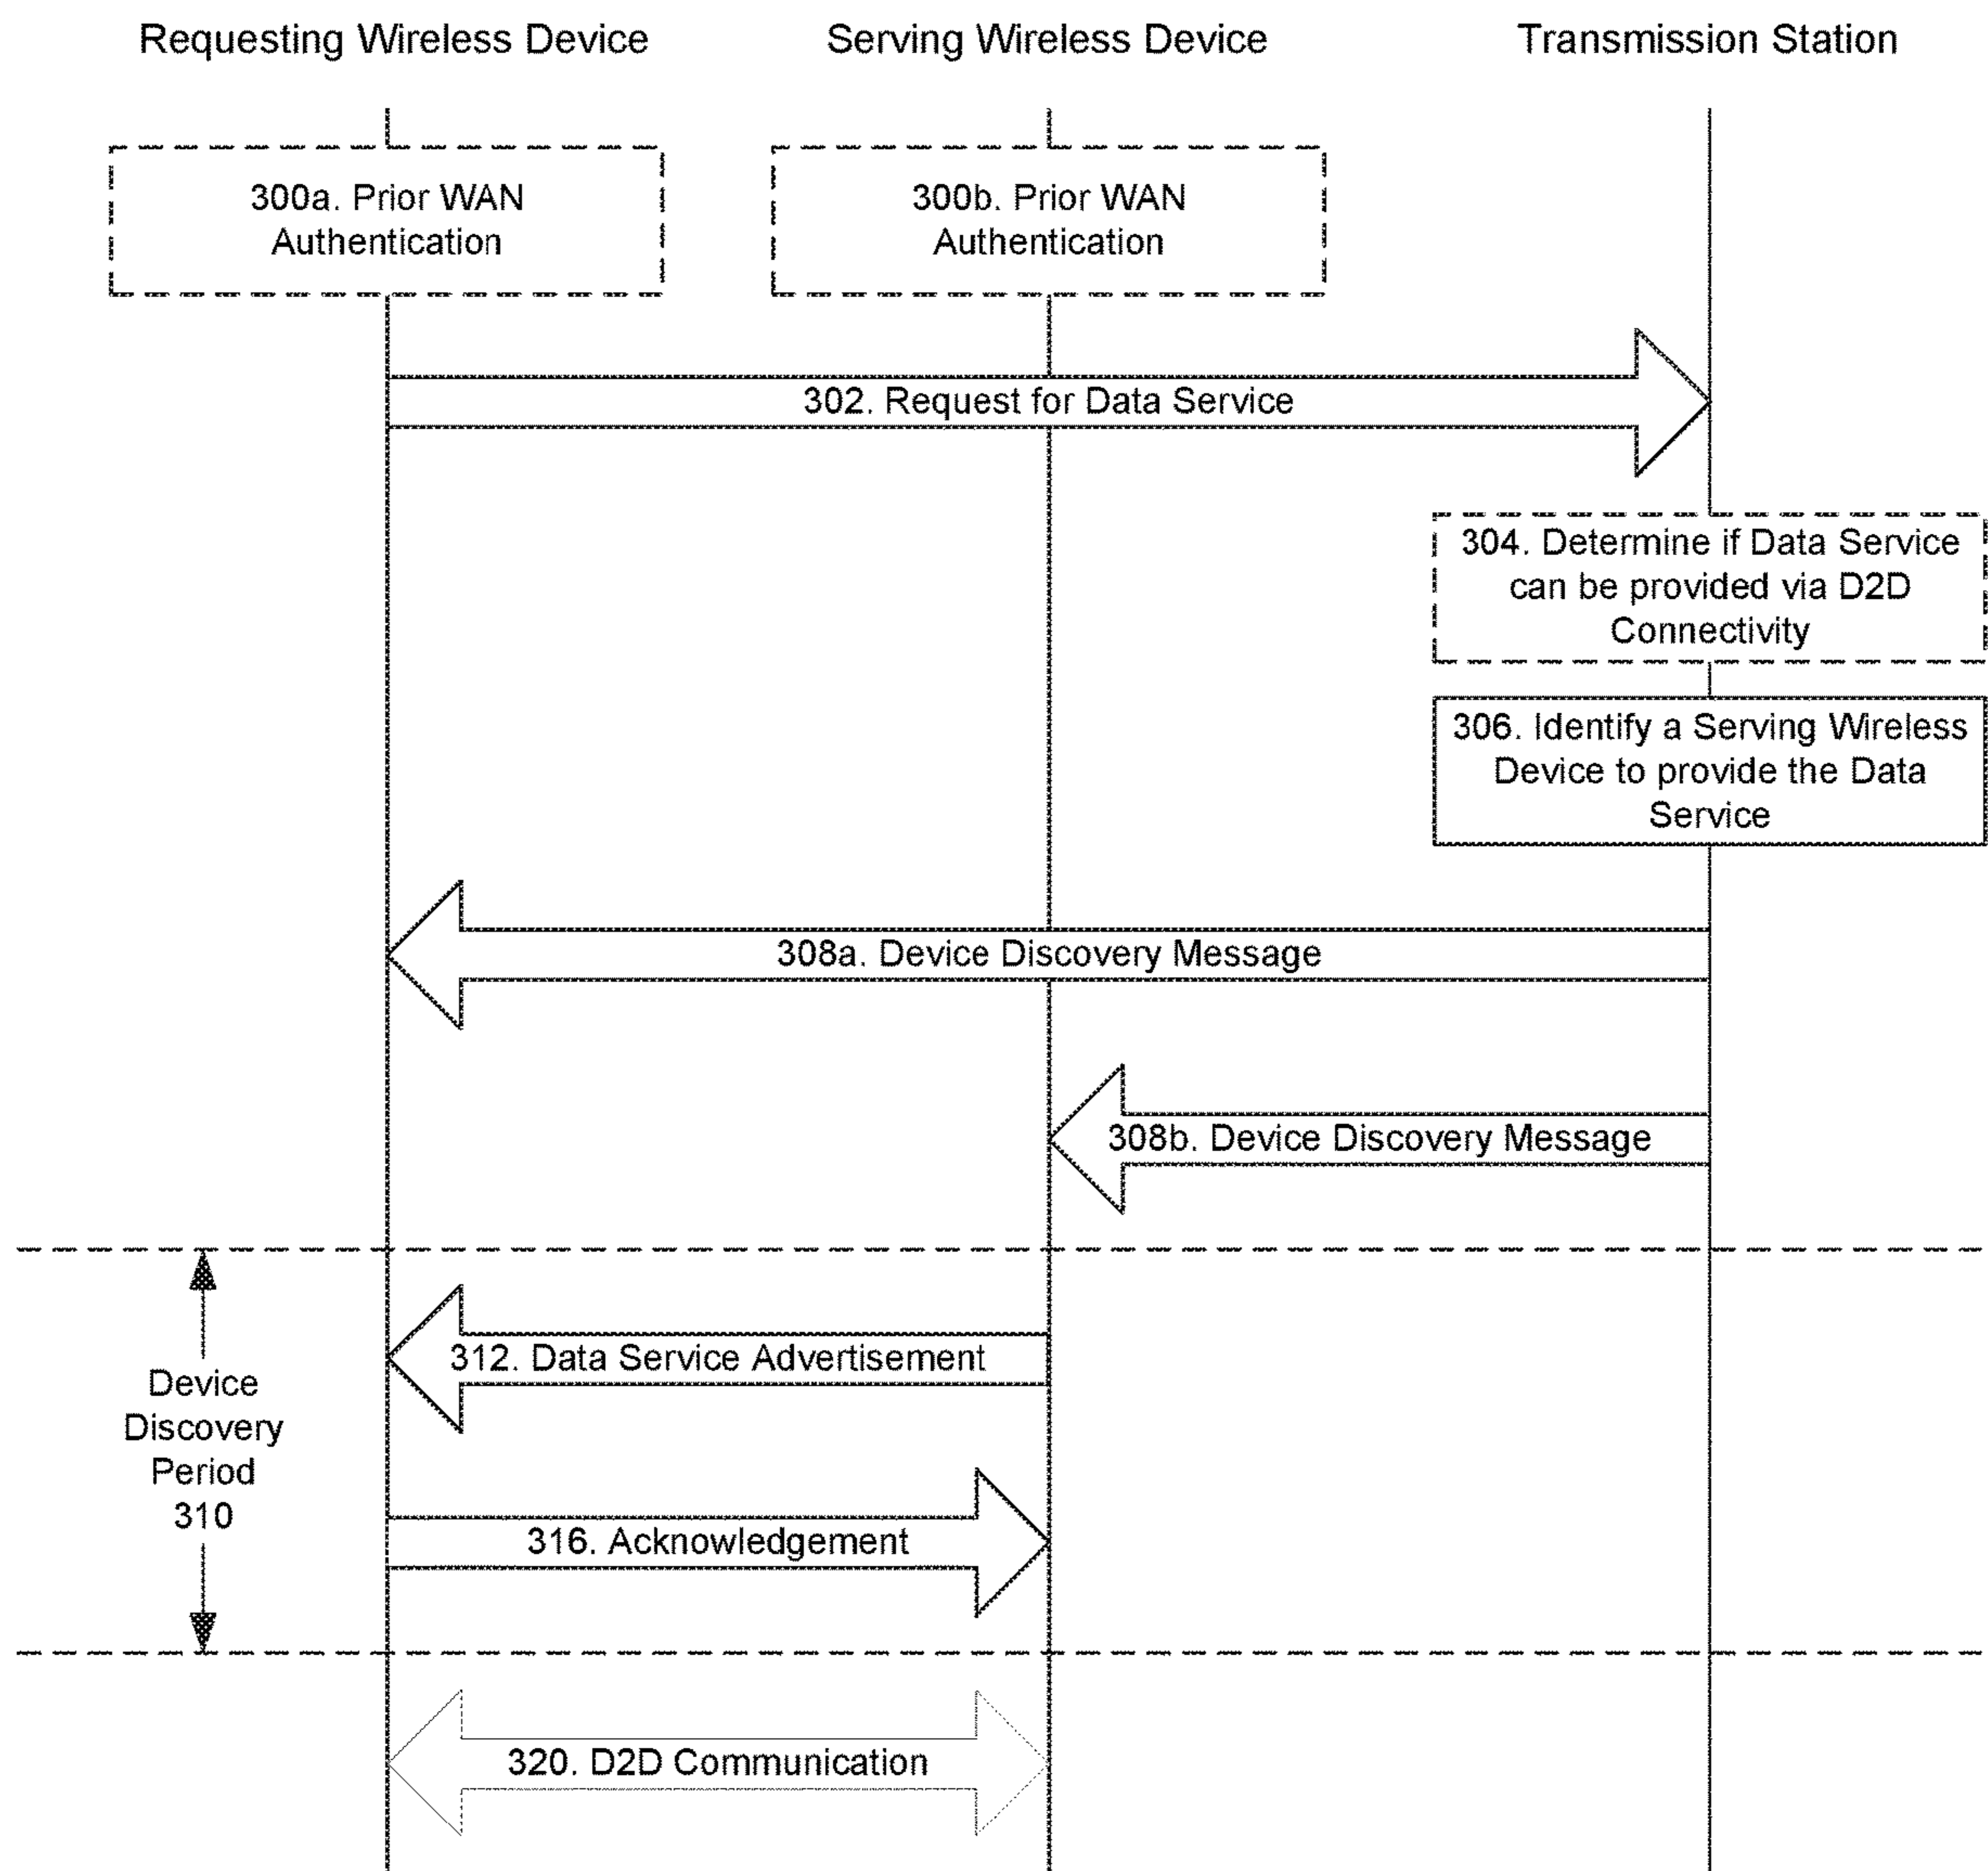 Requesting Wireless Device
Serving Wireless Device
Transmission Station
300a. Prior WAN
Authentication
300b. Prior WAN
Authentication
302. Request for Data Service
304. Determine if Data Service
can be provided via D2D
Connectivity
306. Identify a Serving Wireless
Device to provide the Data
Service
308a. Device Discovery Message
308b. Device Discovery Message
312. Data Service Advertisement
Device
Discovery
Period
310
316. Acknowledgement
320. D2D Communication